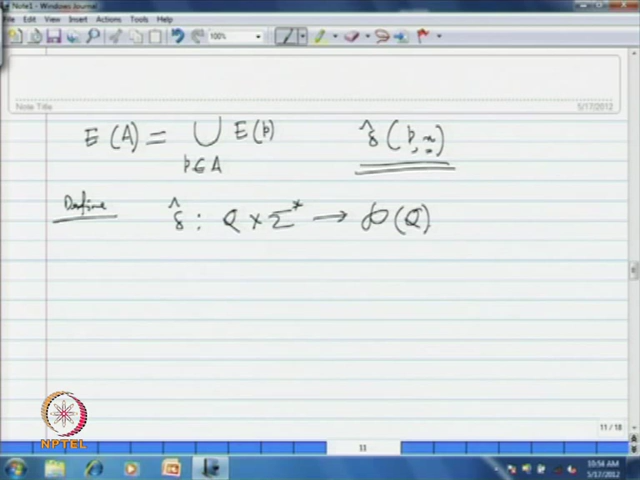 Note1 - Windows Journal
File Edit View Insert Actions Tools Help
100%
Note Title
5/17/2012
E(A) = ∪ E(p)
p∈A
δ̂(p, x)
Define δ̂ : Q × Σ* → ℘(Q)
NPTEL
11 / 18
11
10:54 AM
5/17/2012